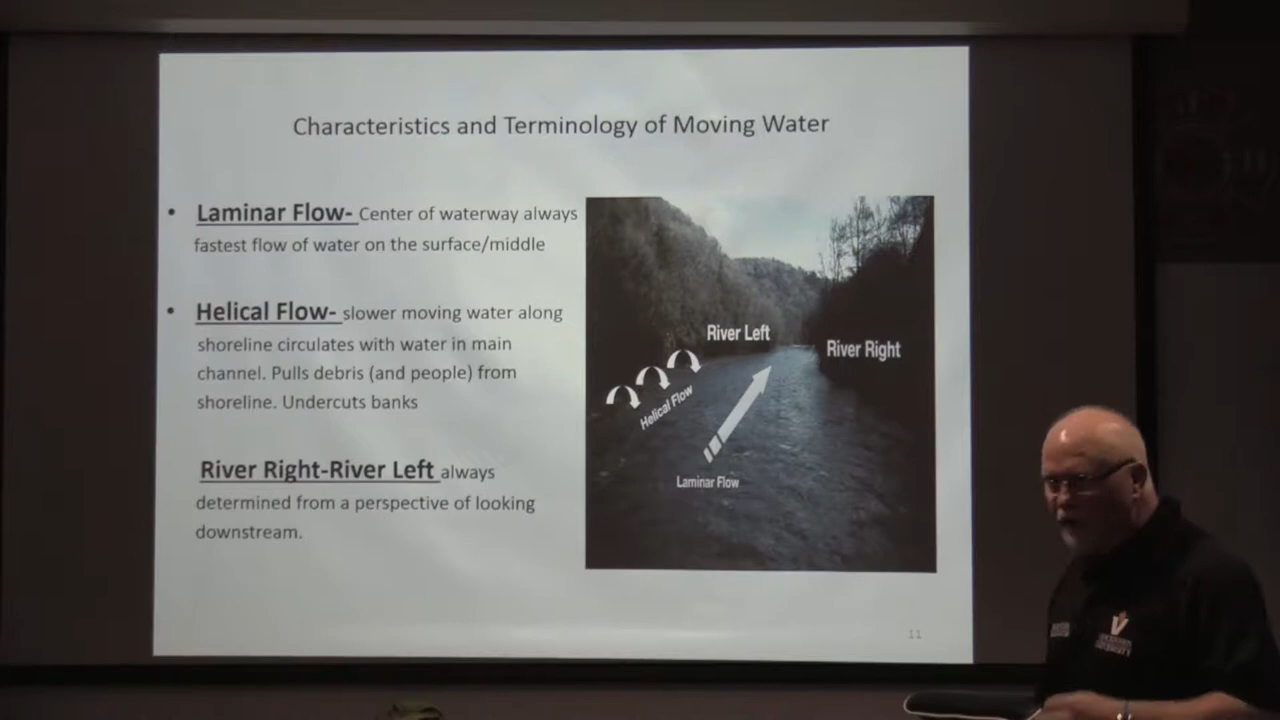 Characteristics and Terminology of Moving Water
• Laminar Flow- Center of waterway always
fastest flow of water on the surface/middle
• Helical Flow- slower moving water along
shoreline circulates with water in main
channel. Pulls debris (and people) from
shoreline. Undercuts banks
River Right-River Left always
determined from a perspective of looking
downstream.
River Left
River Right
Helical Flow
Laminar Flow
11